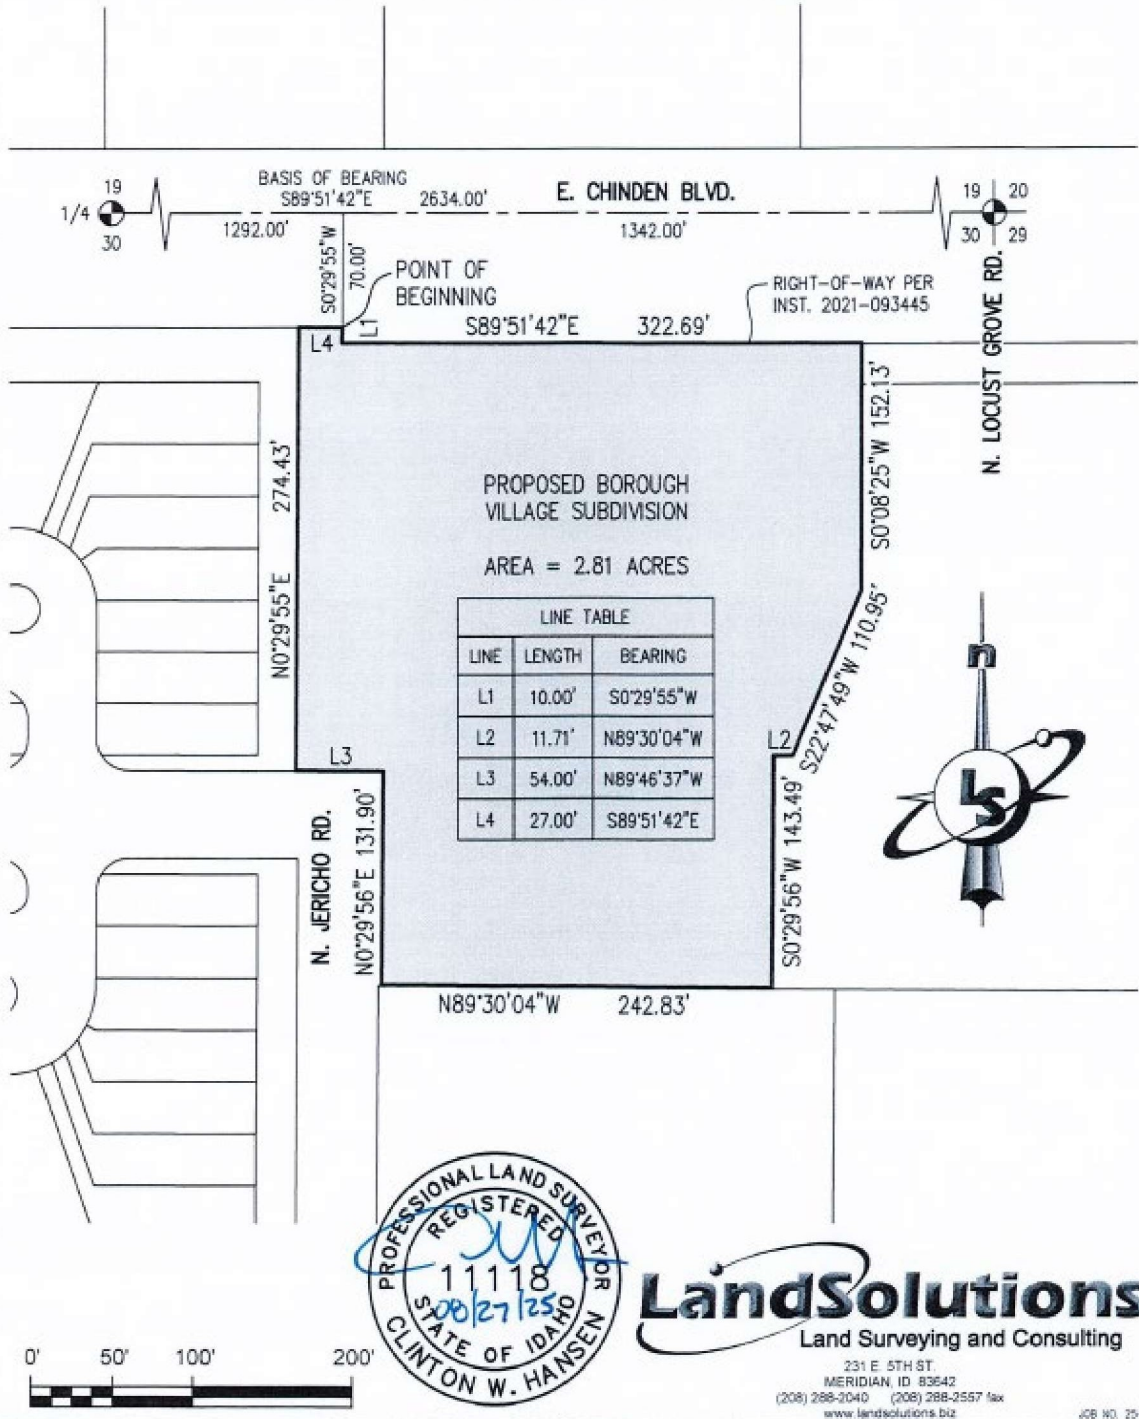 BASIS OF BEARING
S89°51'42"E 2634.00'
E. CHINDEN BLVD.
19
1/4
30
1292.00'
1342.00'
19 20
30 29
S0°29'55"W
70.00'
POINT OF
BEGINNING
RIGHT-OF-WAY PER
INST. 2021-093445
N. LOCUST GROVE RD.
L1
L4
S89°51'42"E 322.69'
S0°08'25"W 152.13'
N0°29'55"E 274.43'
PROPOSED BOROUGH
VILLAGE SUBDIVISION
AREA = 2.81 ACRES
LINE TABLE
LINE LENGTH BEARING
L1 10.00' S0°29'55"W
L2 11.71' N89°30'04"W
L3 54.00' N89°46'37"W
L4 27.00' S89°51'42"E
S22°47'49"W 110.95'
L2
L3
n
LS
N. JERICHO RD.
N0°29'56"E 131.90'
S0°29'56"W 143.49'
N89°30'04"W 242.83'
PROFESSIONAL LAND SURVEYOR
REGISTERED
11118
08/27/25
STATE OF IDAHO
CLINTON W. HANSEN
LandSolutions
Land Surveying and Consulting
231 E. 5TH ST.
MERIDIAN, ID 83642
(208) 288-2040 (208) 288-2557 fax
www.landsolutions.biz
JOB NO. 25
0' 50' 100' 200'